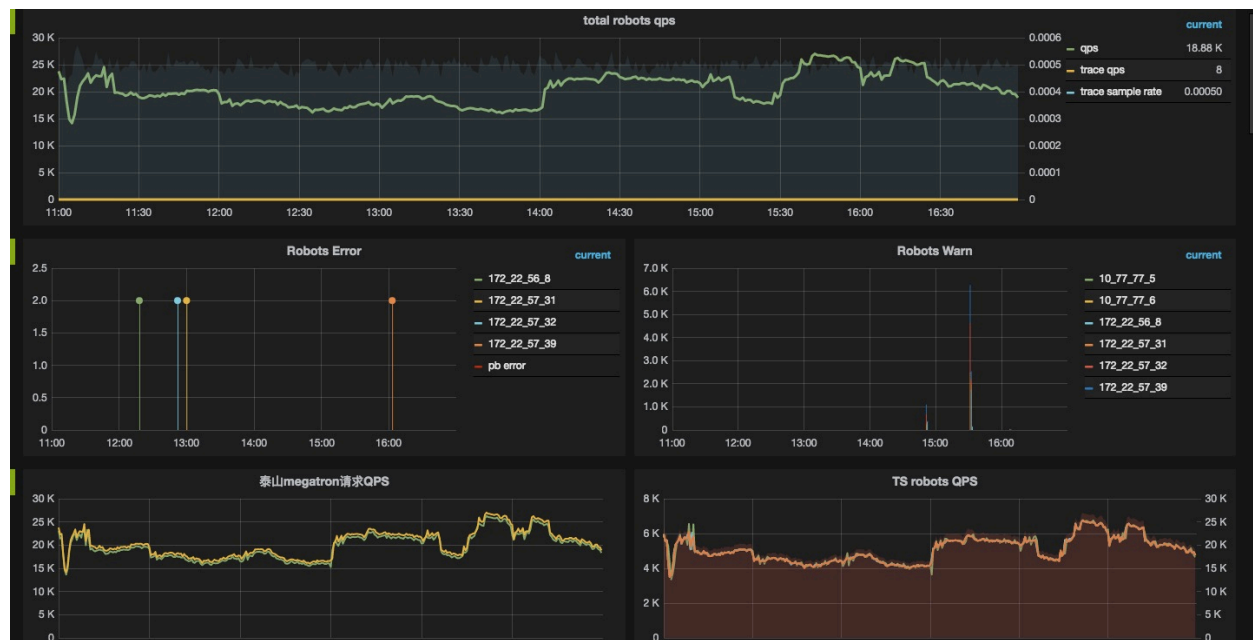 total robots qps
current
30 K
25 K
20 K
15 K
10 K
5 K
0
0.0006
0.0005
0.0004
0.0003
0.0002
0.0001
0
qps 18.88 K
trace qps 8
trace sample rate 0.00050
11:00 11:30 12:00 12:30 13:00 13:30 14:00 14:30 15:00 15:30 16:00 16:30
Robots Error
current
2.5
2.0
1.5
1.0
0.5
0
172_22_56_8
172_22_57_31
172_22_57_32
172_22_57_39
pb error
11:00 12:00 13:00 14:00 15:00 16:00
Robots Warn
current
7.0 K
6.0 K
5.0 K
4.0 K
3.0 K
2.0 K
1.0 K
0
10_77_77_5
10_77_77_6
172_22_56_8
172_22_57_31
172_22_57_32
172_22_57_39
11:00 12:00 13:00 14:00 15:00 16:00
泰山megatron请求QPS
30 K
25 K
20 K
15 K
10 K
5 K
0
TS robots QPS
8 K
6 K
4 K
2 K
0
30 K
25 K
20 K
15 K
10 K
5 K
0